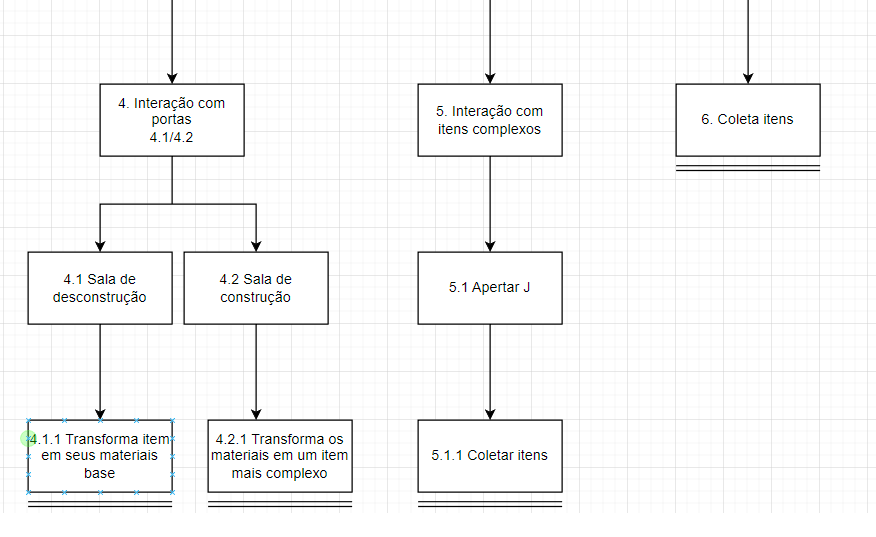 4. Interação com
portas
4.1/4.2
5. Interação com
itens complexos
6. Coleta itens
4.1 Sala de
desconstrução
4.2 Sala de
construção
5.1 Apertar J
4.1.1 Transforma item
em seus materiais
base
4.2.1 Transforma os
materiais em um item
mais complexo
5.1.1 Coletar itens